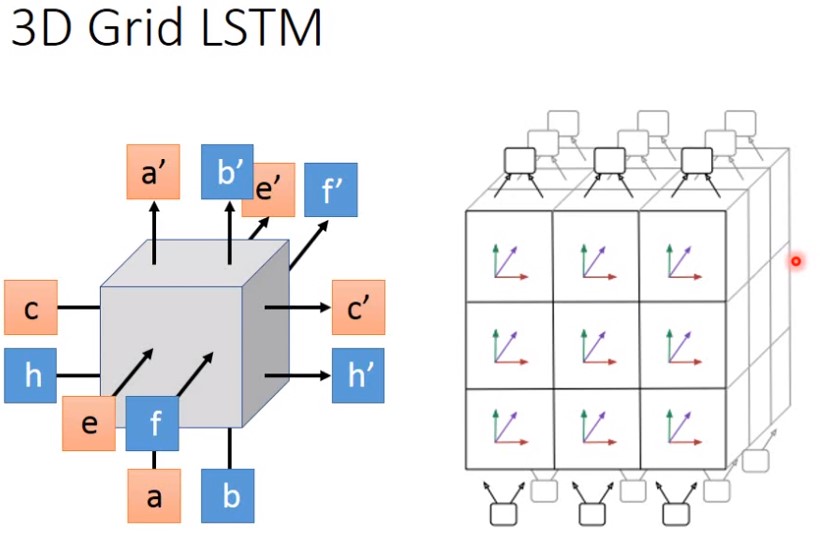 3D Grid LSTM
a’ b’ e’ f’
c c’
h h’
e f
a b